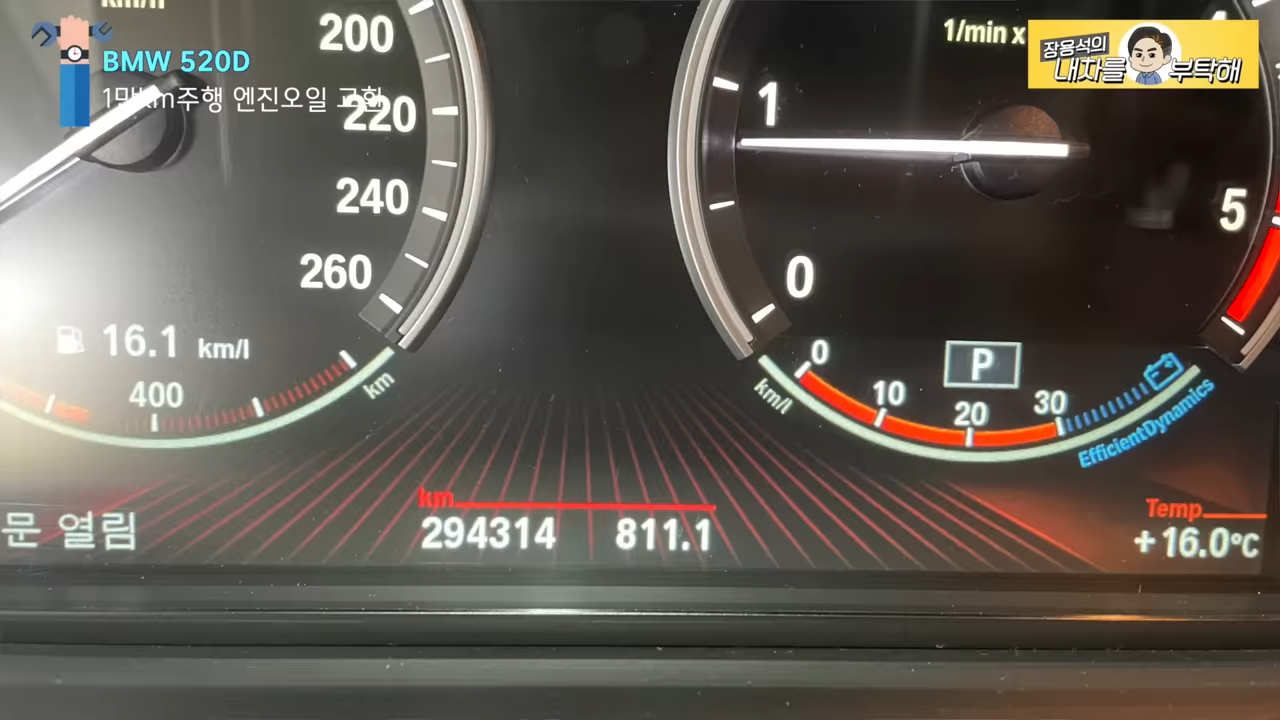 km/h
BMW 520D
1만km주행 엔진오일 교환
장용석의
내차를 부탁해
200
220
240
260
16.1 km/l
400
km
1/min x
1
0
4
5
P
0
10
20
30
km/l
EfficientDynamics
문 열림
km
294314 811.1
Temp
+16.0°C